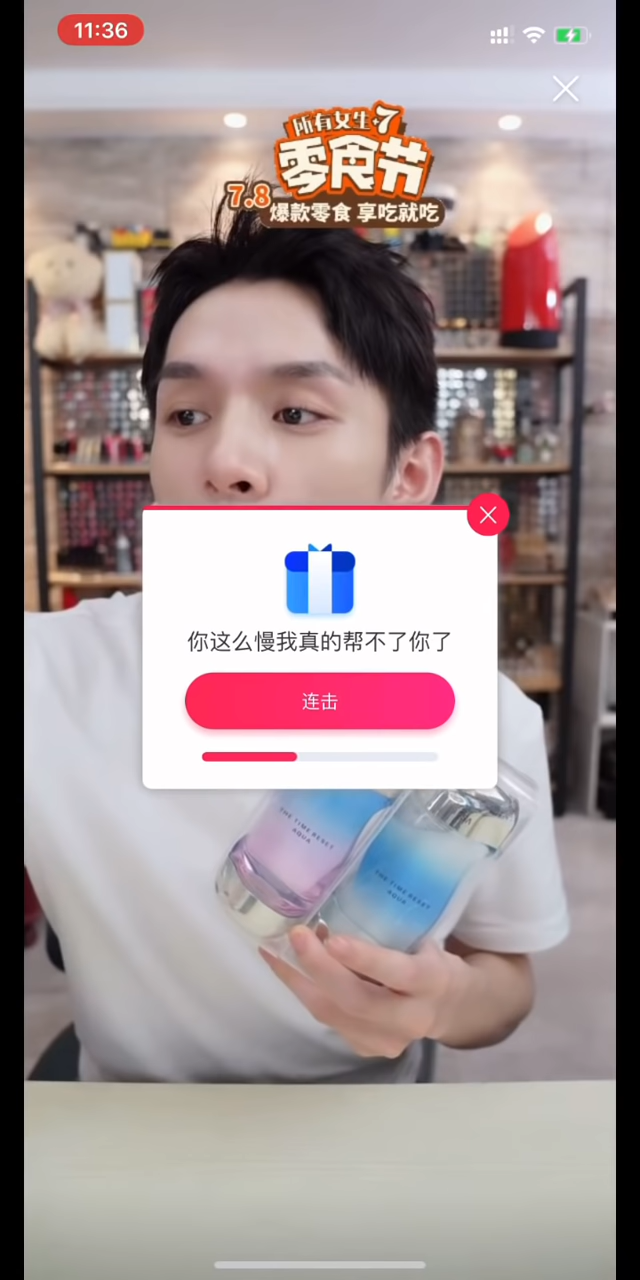 11:36
所有女生·7
零食节
7.8
爆款零食 享吃就吃
你这么慢我真的帮不了你了
连击
THE TIME RESET
AQUA
THE TIME RESET
AQUA